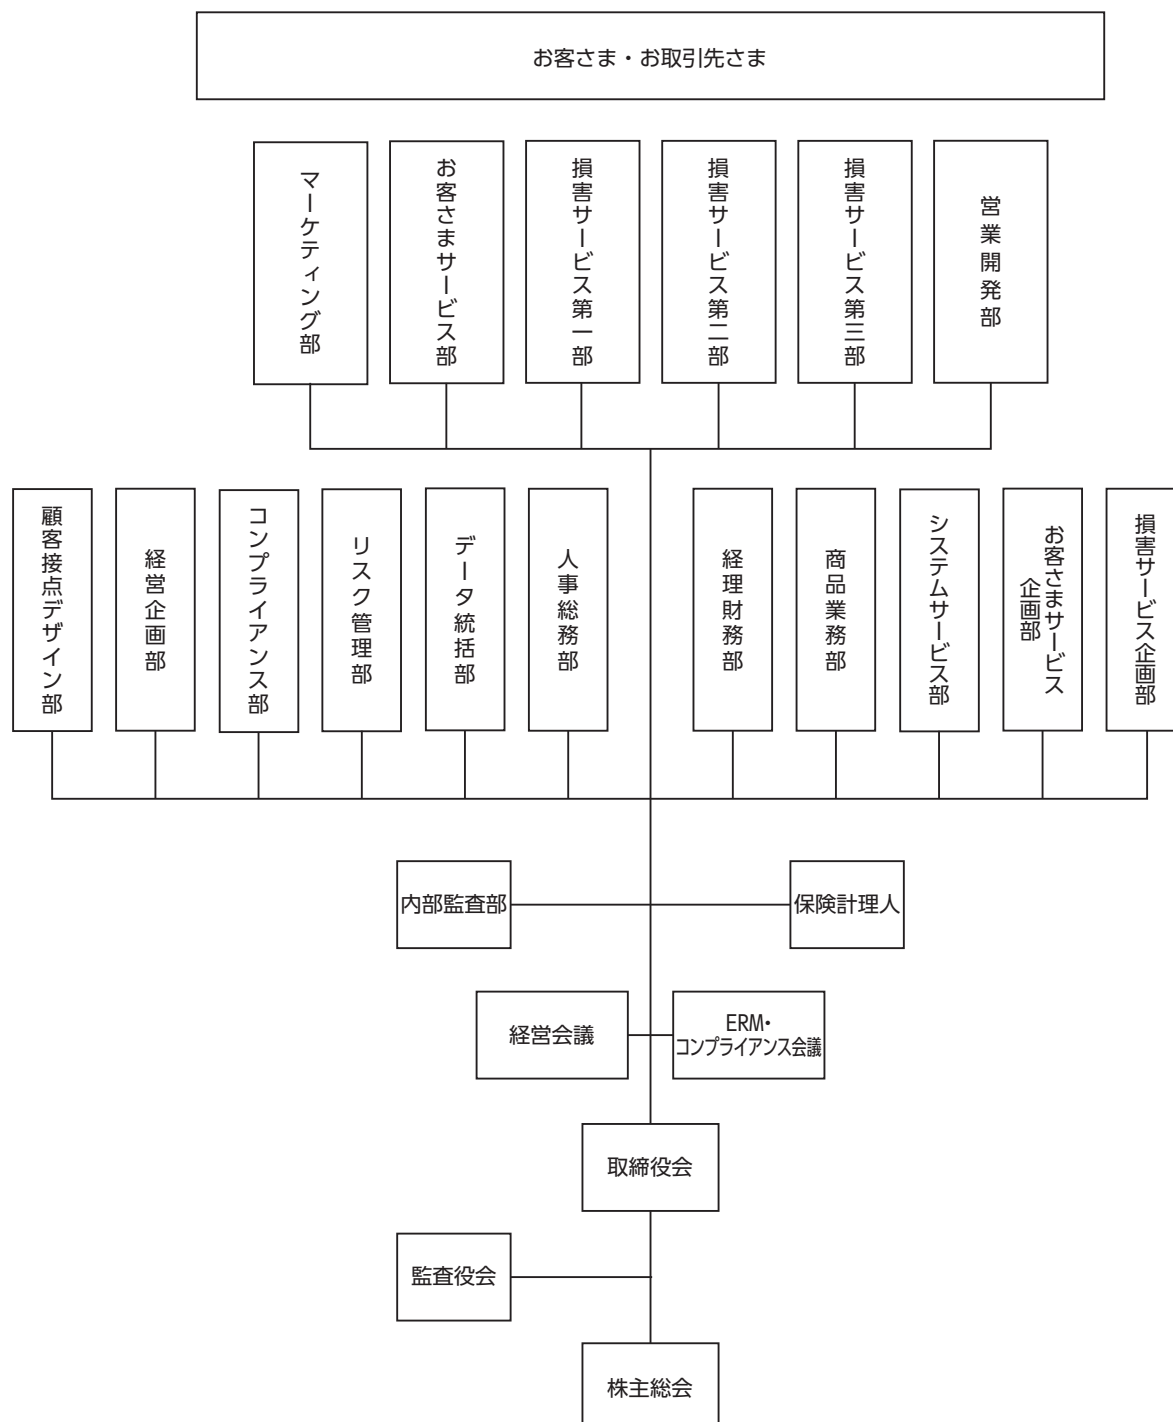 お客さま・お取引先さま
マーケティング部
お客さまサービス部
損害サービス第一部
損害サービス第二部
損害サービス第三部
営業開発部
顧客接点デザイン部
経営企画部
コンプライアンス部
リスク管理部
データ統括部
人事総務部
経理財務部
商品業務部
システムサービス部
お客さまサービス
企画部
損害サービス企画部
内部監査部
保険計理人
経営会議
ERM・
コンプライアンス会議
取締役会
監査役会
株主総会